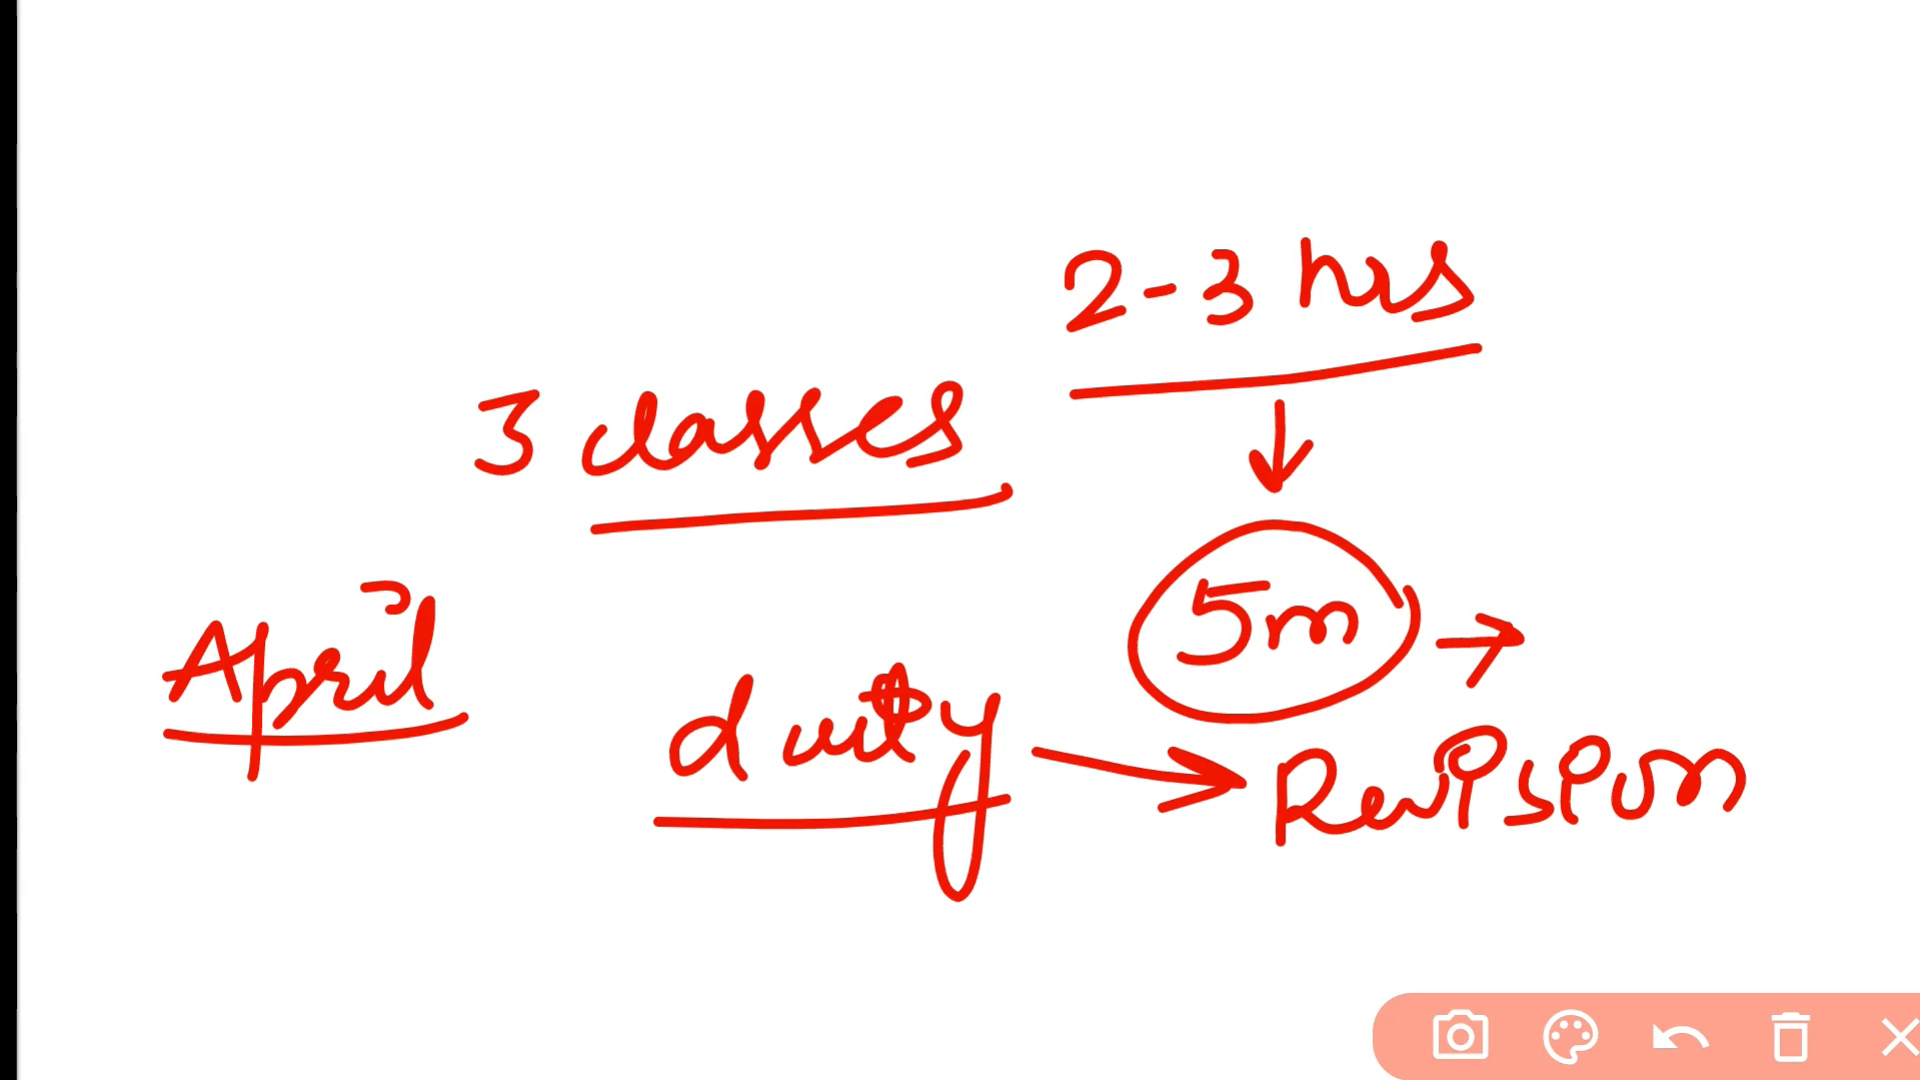 2-3 hrs
3 classes
5m →
April
duty → Revision